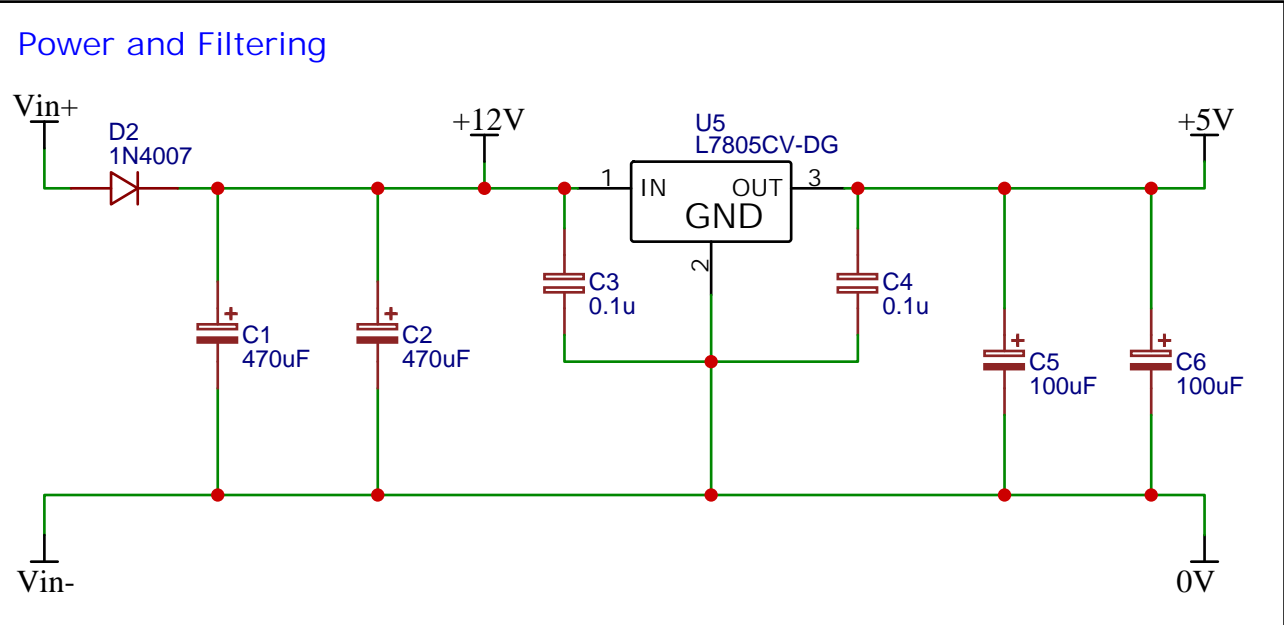 Power and Filtering
Vin+
D2
1N4007
+12V
U5
L7805CV-DG
+5V
1
IN
OUT
3
GND
2
C3
0.1u
C4
0.1u
+
C1
470uF
+
C2
470uF
+
C5
100uF
+
C6
100uF
Vin-
0V